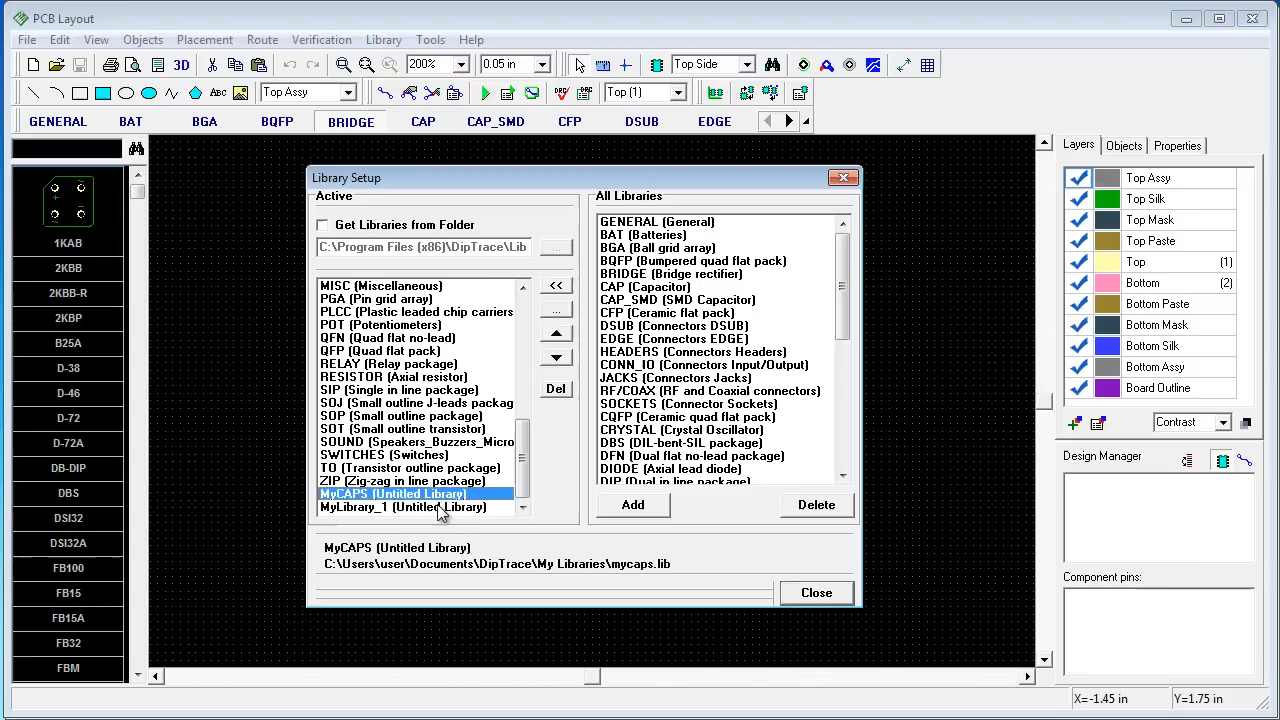 PCB Layout
File Edit View Objects Placement Route Verification Library Tools Help
3D 200% 0.05 in Top Side
Abc Top Assy Top (1)
GENERAL BAT BGA BQFP BRIDGE CAP CAP_SMD CFP DSUB EDGE
1KAB
2KBB
2KBB-R
2KBP
B25A
D-38
D-46
D-72
D-72A
DB-DIP
DBS
DSI32
DSI32A
FB100
FB15
FB15A
FB32
FBM
Library Setup
Active
Get Libraries from Folder
C:\Program Files (x86)\DipTrace\Lib ...
MISC (Miscellaneous)
PGA (Pin grid array)
PLCC (Plastic leaded chip carriers
POT (Potentiometers)
QFN (Quad flat no-lead)
QFP (Quad flat pack)
RELAY (Relay package)
RESISTOR (Axial resistor)
SIP (Single in line package)
SOJ (Small outline J-leads packag
SOP (Small outline package)
SOT (Small outline transistor)
SOUND (Speakers_Buzzers_Micro
SWITCHES (Switches)
TO (Transistor outline package)
ZIP (Zig-zag in line package)
MyCAPS (Untitled Library)
MyLibrary_1 (Untitled Library)
<<
...
Del
All Libraries
GENERAL (General)
BAT (Batteries)
BGA (Ball grid array)
BQFP (Bumpered quad flat pack)
BRIDGE (Bridge rectifier)
CAP (Capacitor)
CAP_SMD (SMD Capacitor)
CFP (Ceramic flat pack)
DSUB (Connectors DSUB)
EDGE (Connectors EDGE)
HEADERS (Connectors Headers)
CONN_IO (Connectors Input/Output)
JACKS (Connectors Jacks)
RF/COAX (RF and Coaxial connectors)
SOCKETS (Connector Sockets)
CQFP (Ceramic quad flat pack)
CRYSTAL (Crystal Oscillator)
DBS (DIL-bent-SIL package)
DFN (Dual flat no-lead package)
DIODE (Axial lead diode)
DIP (Dual in line package)
Add Delete
MyCAPS (Untitled Library)
C:\Users\user\Documents\DipTrace\My Libraries\mycaps.lib
Close
Layers Objects Properties
Top Assy
Top Silk
Top Mask
Top Paste
Top (1)
Bottom (2)
Bottom Paste
Bottom Mask
Bottom Silk
Bottom Assy
Board Outline
Contrast
Design Manager
Component pins:
X=-1.45 in Y=1.75 in